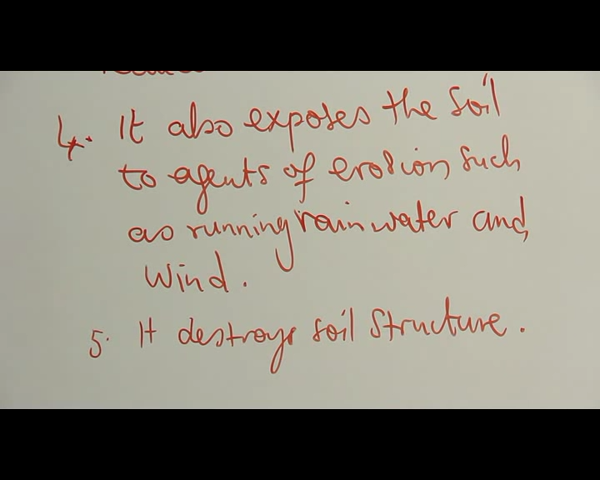 4. It also exposes the soil
to agents of erosion such
as running rain water and
wind.
5. It destroys soil structure.